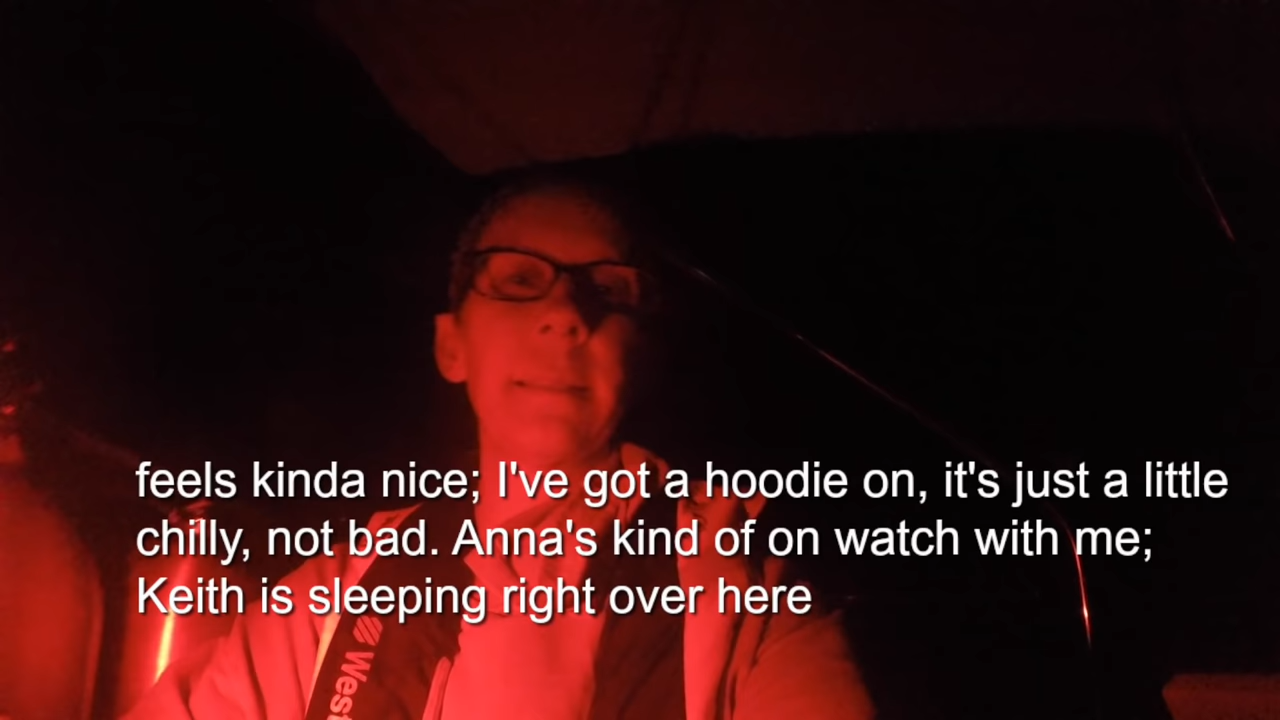 feels kinda nice; I've got a hoodie on, it's just a little
chilly, not bad. Anna's kind of on watch with me;
Keith is sleeping right over here
West